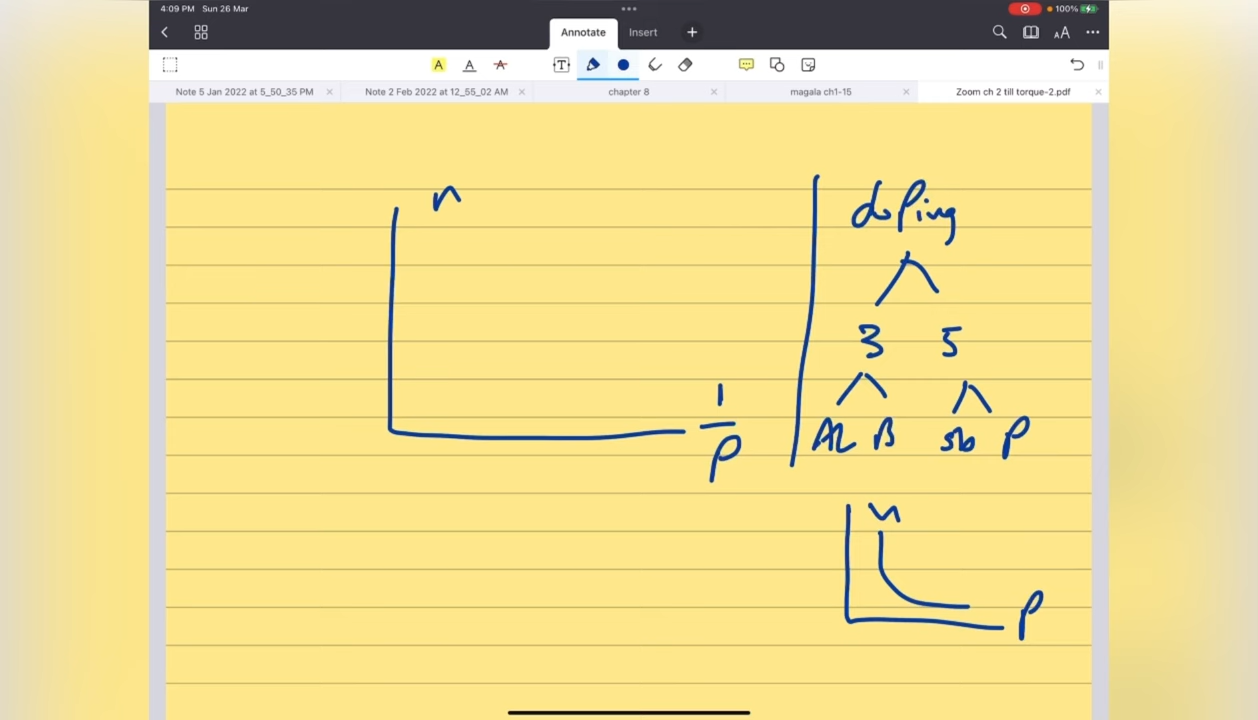 4:09 PM Sun 26 Mar
100%
Annotate Insert
AA
A A A T
Note 5 Jan 2022 at 5_50_35 PM
Note 2 Feb 2022 at 12_55_02 AM
chapter 8
magala ch1-15
Zoom ch 2 till torque-2.pdf
n
1
P
doping
3 5
AL B Sb P
n
P